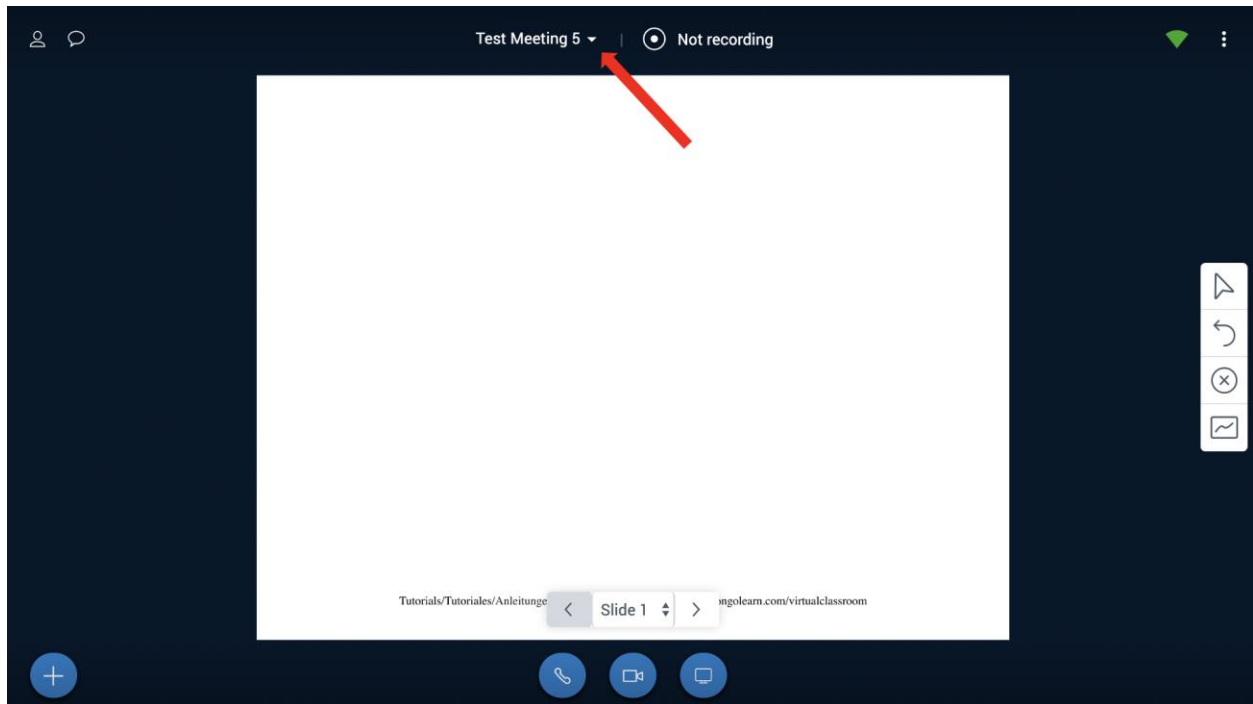 Test Meeting 5
Not recording
Tutorials/Tutoriales/Anleitunge
ongolearn.com/virtualclassroom
Slide 1